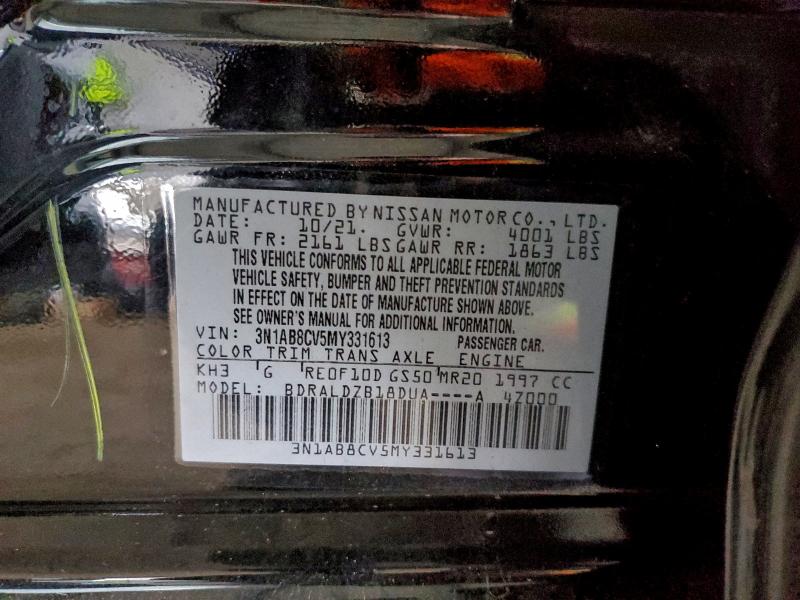 MANUFACTURED BY NISSAN MOTOR CO., LTD.
DATE: 10/21. GVWR: 4001 LBS
GAWR FR: 2161 LBS GAWR RR: 1863 LBS
THIS VEHICLE CONFORMS TO ALL APPLICABLE FEDERAL MOTOR
VEHICLE SAFETY, BUMPER AND THEFT PREVENTION STANDARDS
IN EFFECT ON THE DATE OF MANUFACTURE SHOWN ABOVE.
SEE OWNER'S MANUAL FOR ADDITIONAL INFORMATION.
VIN: 3N1AB8CV5MY331613 PASSENGER CAR.
COLOR TRIM TRANS AXLE ENGINE
KH3 G RE0F10D GS50 MR20 1997 CC
MODEL: BDRALDZB18DUA----A 4Z000
3N1AB8CV5MY331613